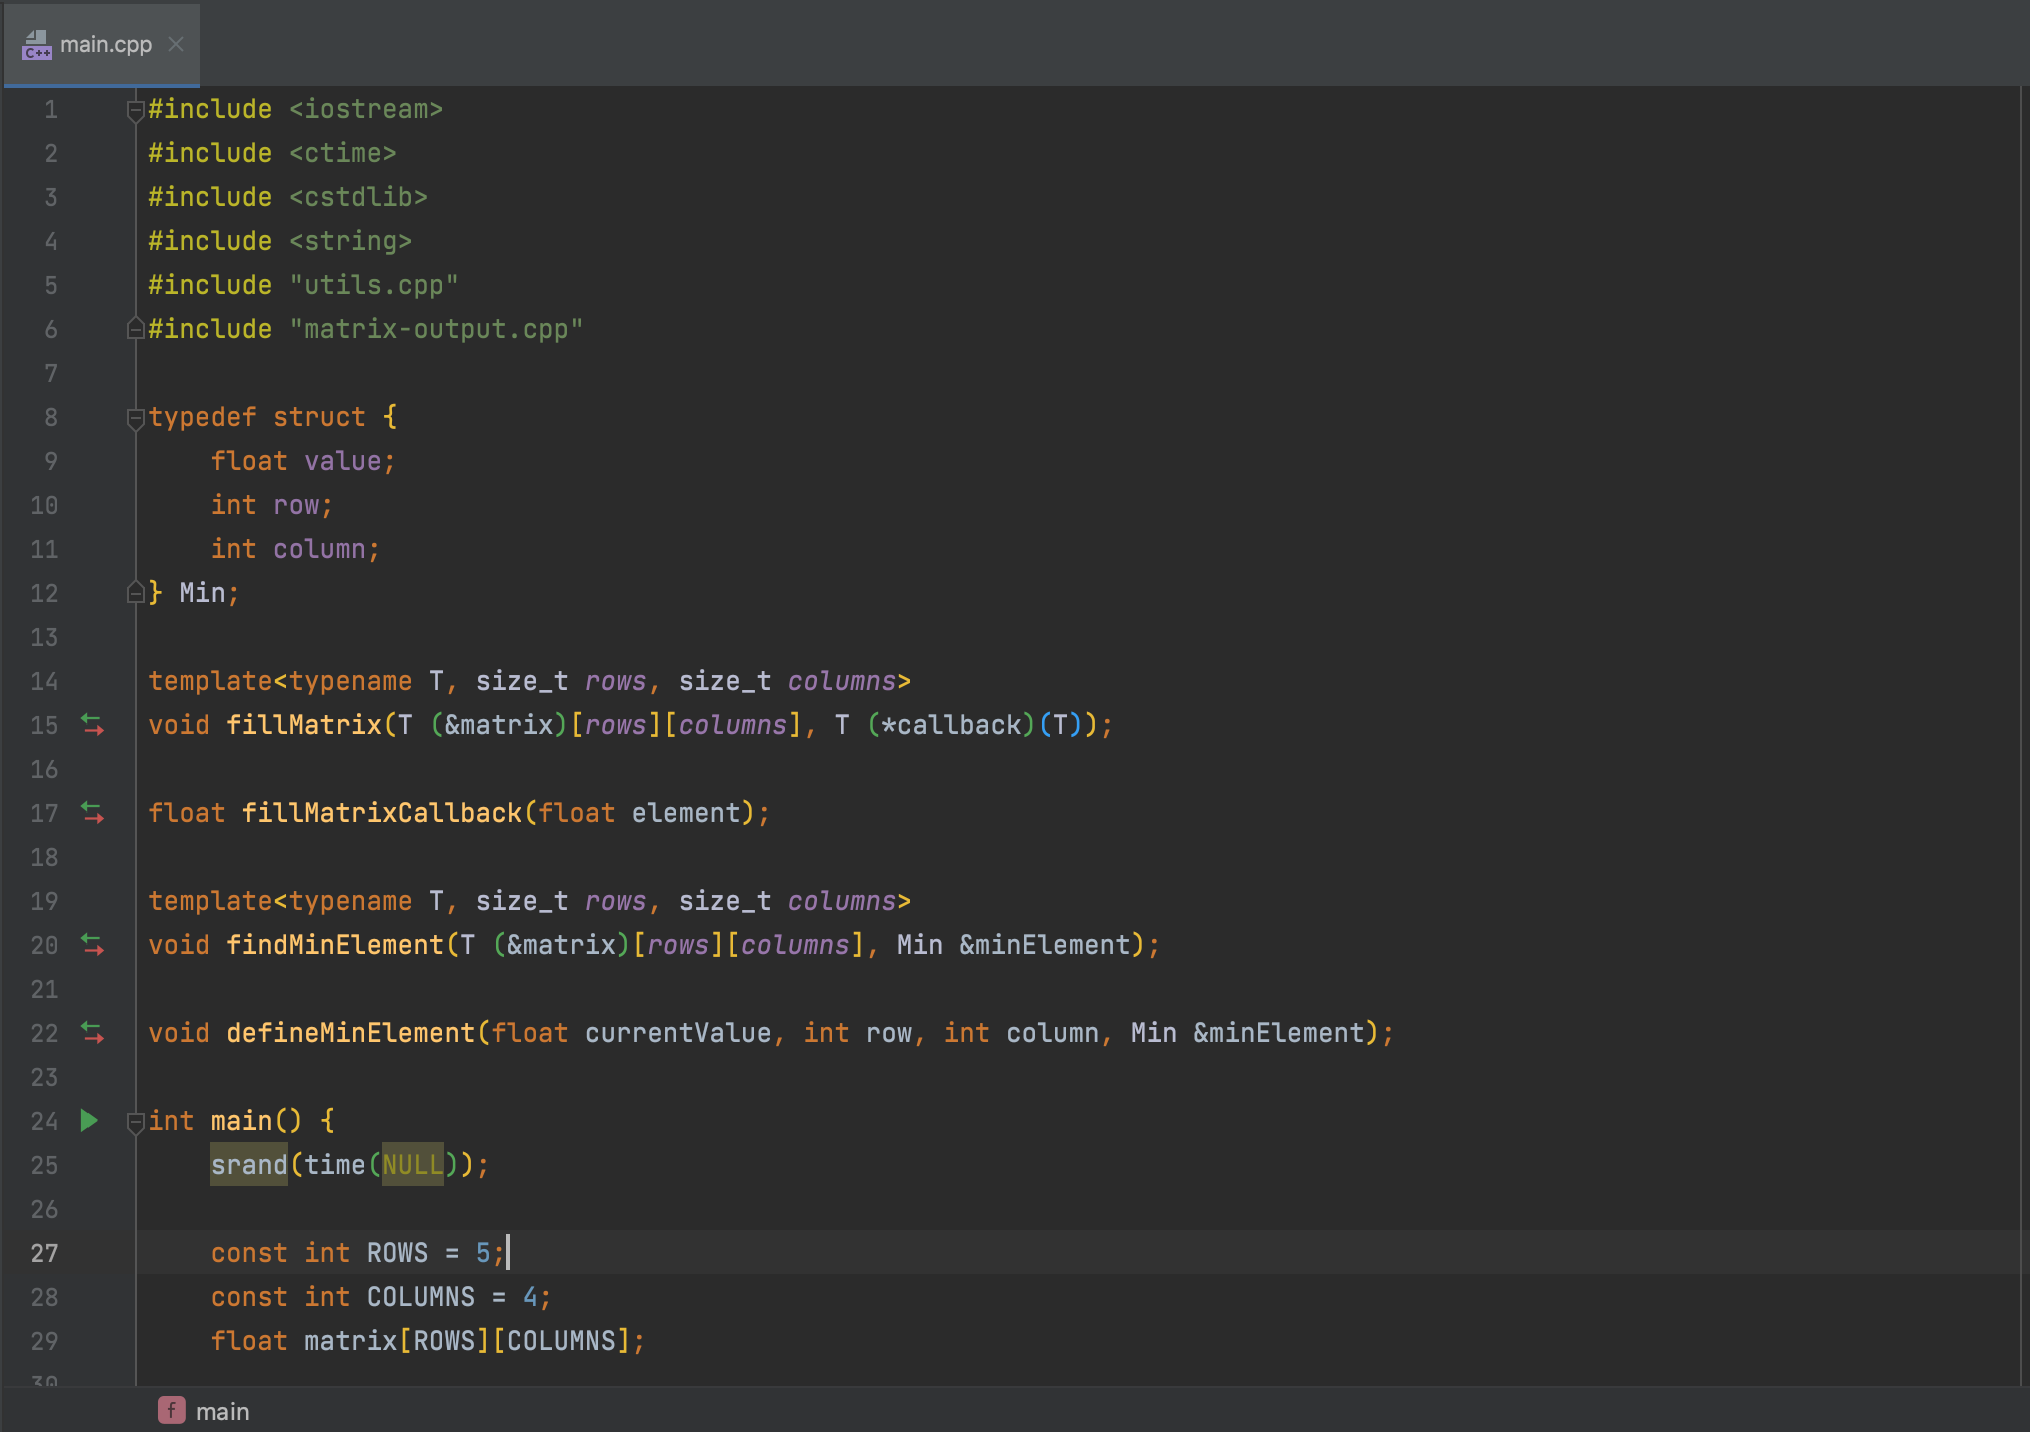 C++ main.cpp
1 #include <iostream>
2 #include <ctime>
3 #include <cstdlib>
4 #include <string>
5 #include "utils.cpp"
6 #include "matrix-output.cpp"
7
8 typedef struct {
9     float value;
10     int row;
11     int column;
12 } Min;
13
14 template<typename T, size_t rows, size_t columns>
15 void fillMatrix(T (&matrix)[rows][columns], T (*callback)(T));
16
17 float fillMatrixCallback(float element);
18
19 template<typename T, size_t rows, size_t columns>
20 void findMinElement(T (&matrix)[rows][columns], Min &minElement);
21
22 void defineMinElement(float currentValue, int row, int column, Min &minElement);
23
24 int main() {
25     srand(time(NULL));
26
27     const int ROWS = 5;
28     const int COLUMNS = 4;
29     float matrix[ROWS][COLUMNS];
30
f main